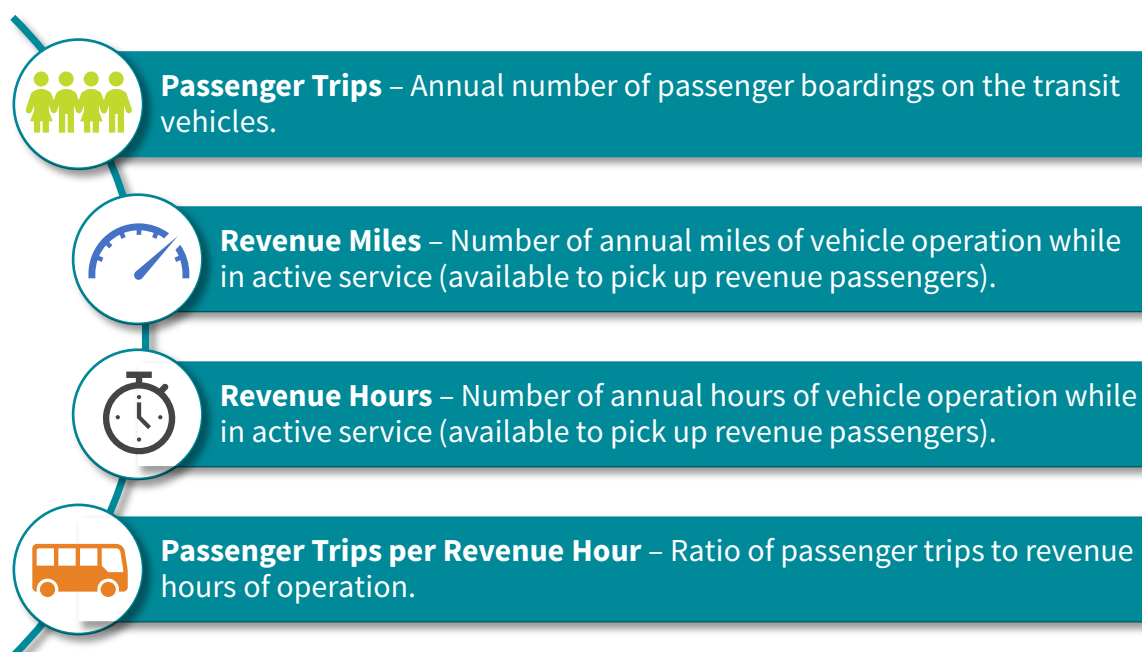 Passenger Trips – Annual number of passenger boardings on the transit
vehicles.
Revenue Miles – Number of annual miles of vehicle operation while
in active service (available to pick up revenue passengers).
Revenue Hours – Number of annual hours of vehicle operation while
in active service (available to pick up revenue passengers).
Passenger Trips per Revenue Hour – Ratio of passenger trips to revenue
hours of operation.